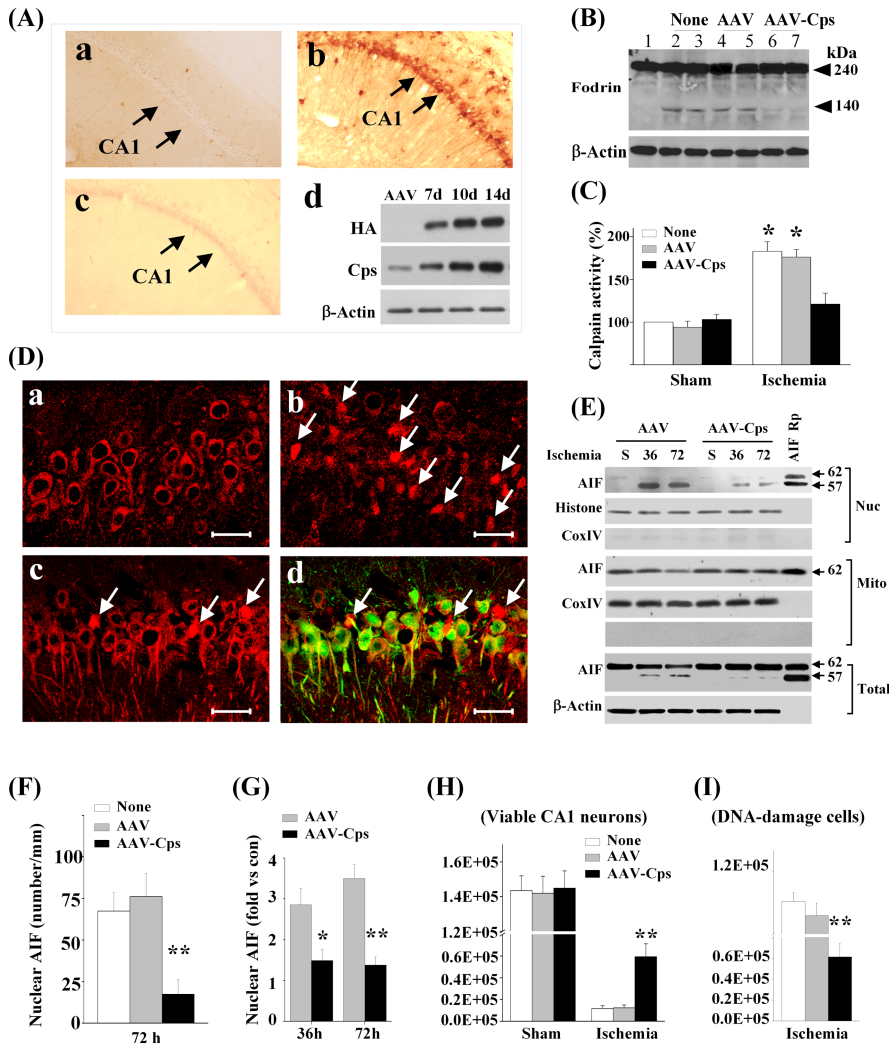 (A)
a
CA1
b
CA1
c
CA1
d
AAV 7d 10d 14d
HA
Cps
β-Actin
(B)
None AAV AAV-Cps
1 2 3 4 5 6 7 kDa
Fodrin
240
140
β-Actin
(C)
Calpain activity (%)
200
150
100
None
AAV
AAV-Cps
* *
Sham Ischemia
(D)
a
b
c
d
(E)
AAV AAV-Cps AIF Rp
Ischemia S 36 72 S 36 72
AIF
62
57
Histone
CoxIV
Nuc
AIF
62
CoxIV
Mito
AIF
62
57
β-Actin
Total
(F)
None
AAV
AAV-Cps
Nuclear AIF (number/mm)
100
75
50
25
0
**
72 h
(G)
AAV
AAV-Cps
Nuclear AIF (fold vs con)
4
3
2
1
0
* **
36h 72h
(H)
(Viable CA1 neurons)
None
AAV
AAV-Cps
1.6E+05
1.4E+05
1.2E+05
0.6E+05
0.4E+05
0.2E+05
0.0E+05
**
Sham Ischemia
(I)
(DNA-damage cells)
1.2E+05
0.6E+05
0.4E+05
0.2E+05
0.0E+05
**
Ischemia